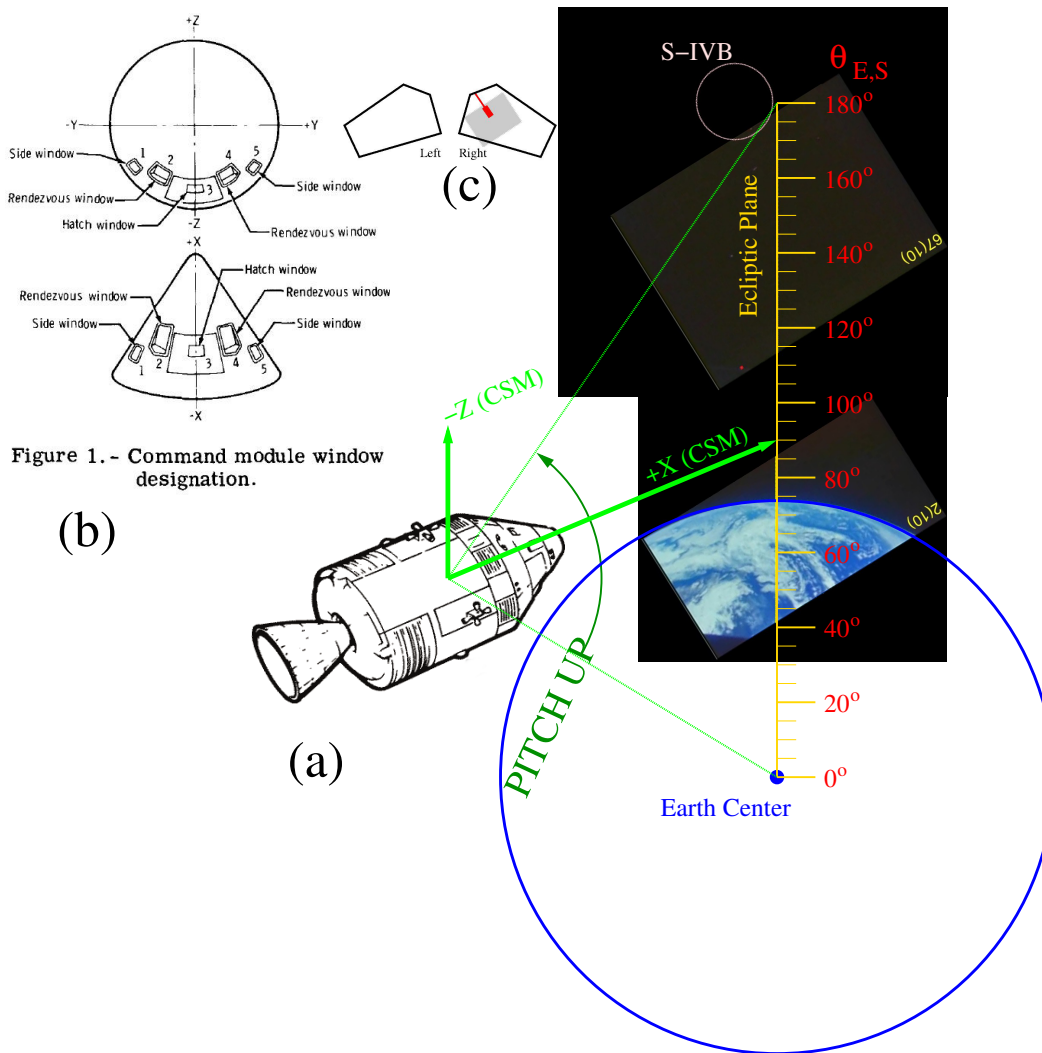 +Z
-Y
+Y
Side window
1
2
4
5
3
Side window
Rendezvous window
Hatch window
-Z
Rendezvous window
+X
Hatch window
Rendezvous window
Rendezvous window
Side window
Side window
1
2
3
4
5
-X
Figure 1.- Command module window
designation.
(b)
Left
Right
(c)
S−IVB
θE,S
180°
160°
140°
120°
100°
80°
60°
40°
20°
0°
Ecliptic Plane
67(10)
2(10)
−Z (CSM)
+X (CSM)
PITCH UP
(a)
Earth Center